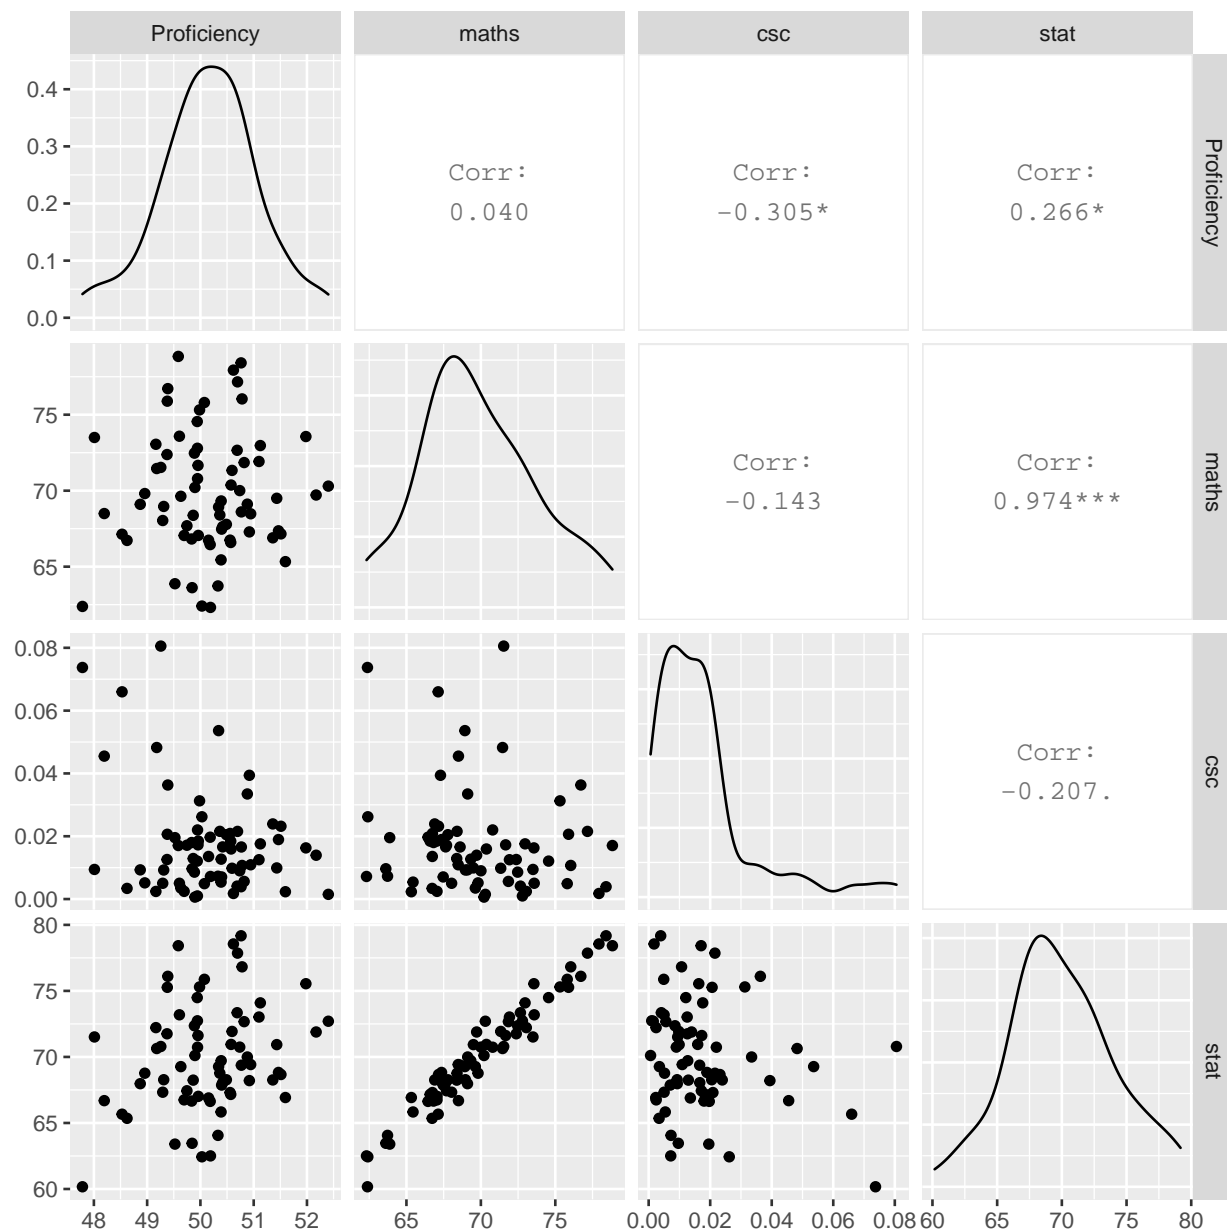 Proficiency maths csc stat
0.4
0.3
0.2
0.1
0.0
Corr:
0.040
Corr:
-0.305*
Corr:
0.266*
Proficiency
75
70
65
Corr:
-0.143
Corr:
0.974***
maths
0.08
0.06
0.04
0.02
0.00
Corr:
-0.207.
csc
80
75
70
65
60
stat
48 49 50 51 52
65 70 75
0.00 0.02 0.04 0.06 0.08
60 65 70 75 80